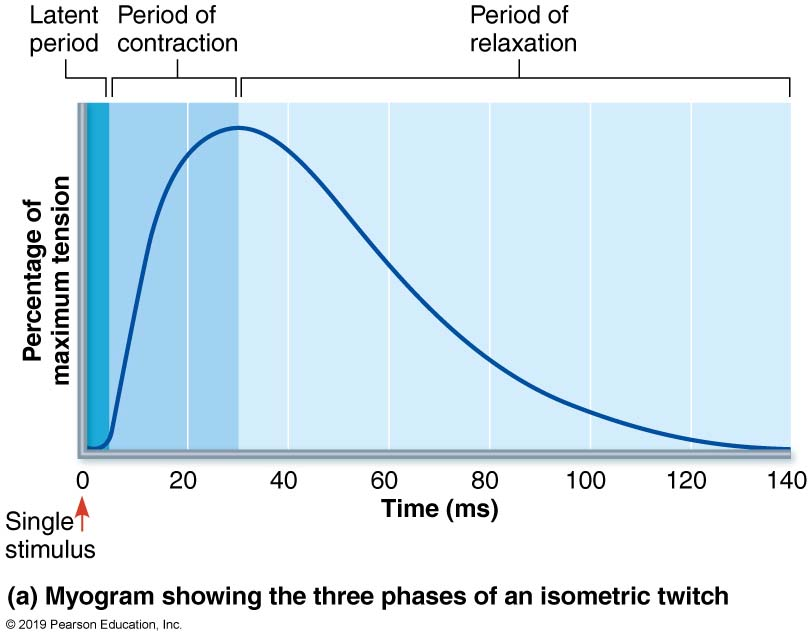 Latent
period
Period of
contraction
Period of
relaxation
Percentage of
maximum tension
0 20 40 60 80 100 120 140
Time (ms)
Single
stimulus
(a) Myogram showing the three phases of an isometric twitch
© 2019 Pearson Education, Inc.